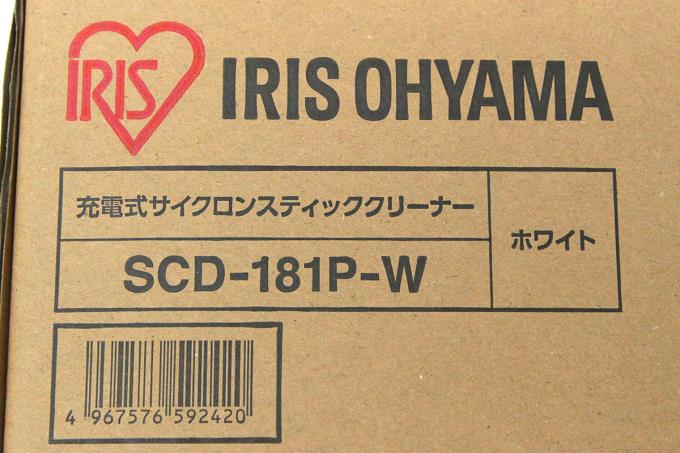 IRIS
IRIS OHYAMA
充電式サイクロンスティッククリーナー
ホワイト
SCD-181P-W
4 967576 592420